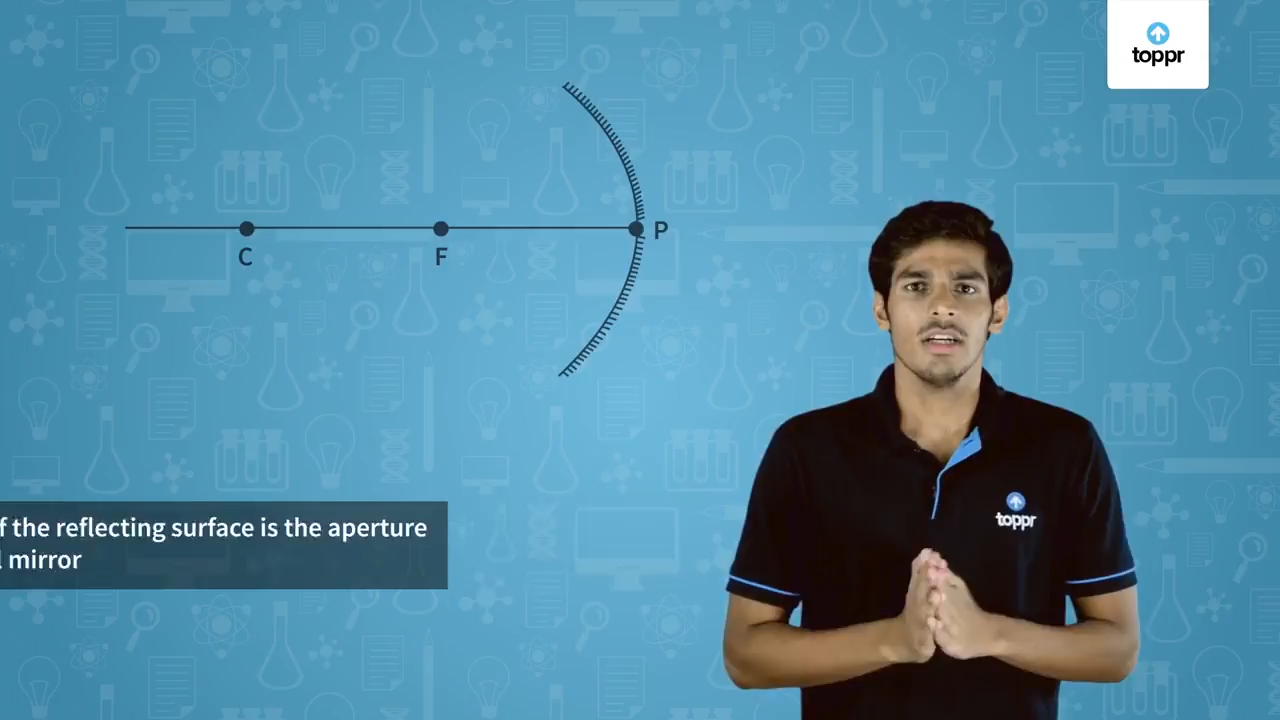 toppr
P
C
F
toppr
f the reflecting surface is the aperture
mirror